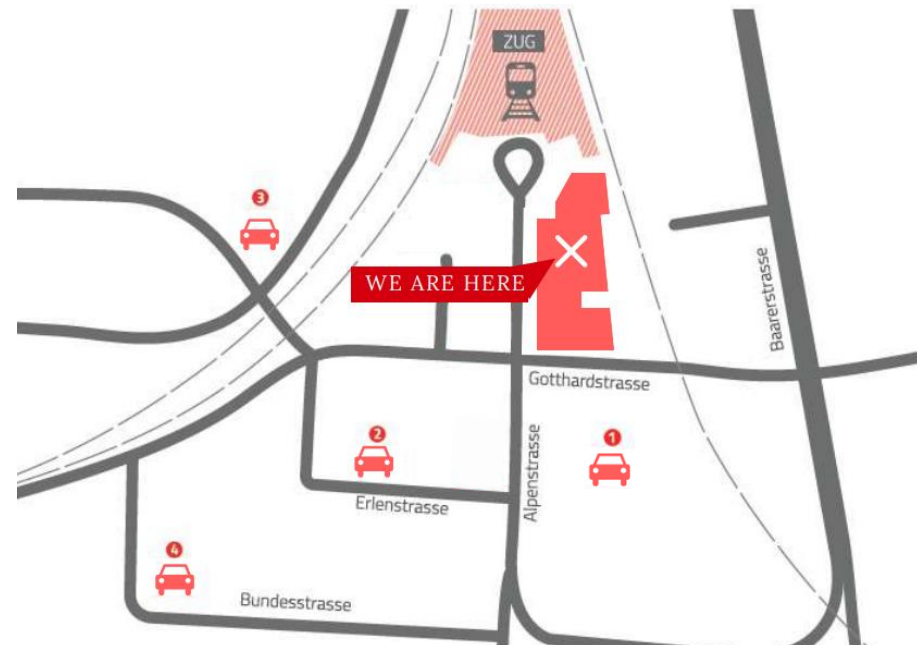 ZUG
3
WE ARE HERE
Baarerstrasse
Gotthardstrasse
2
1
Alpenstrasse
Erlenstrasse
4
Bundesstrasse